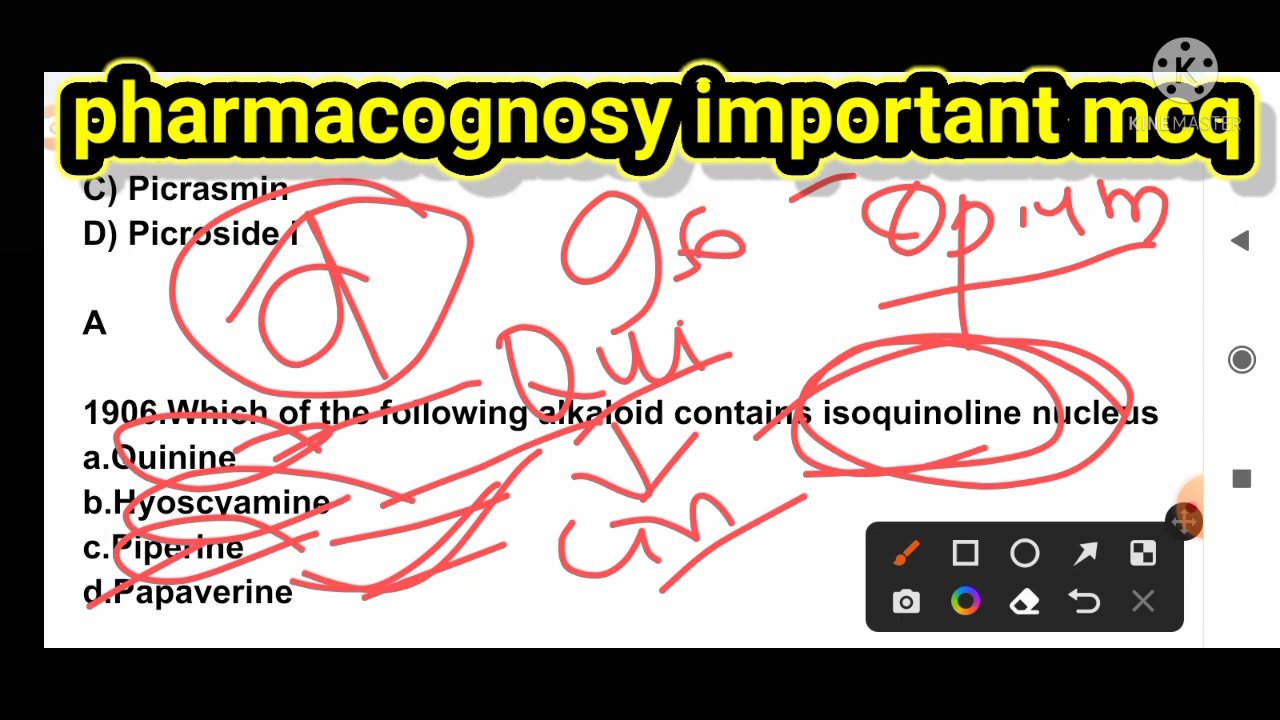 pharmacognosy important mcq
KINEMASTER
C) Picrasmin
D) Picroside I
Opium
A
Qui
1906.Which of the following alkaloid contains isoquinoline nucleus
a.Quinine
b.Hyoscyamine
c.Piperine
d.Papaverine